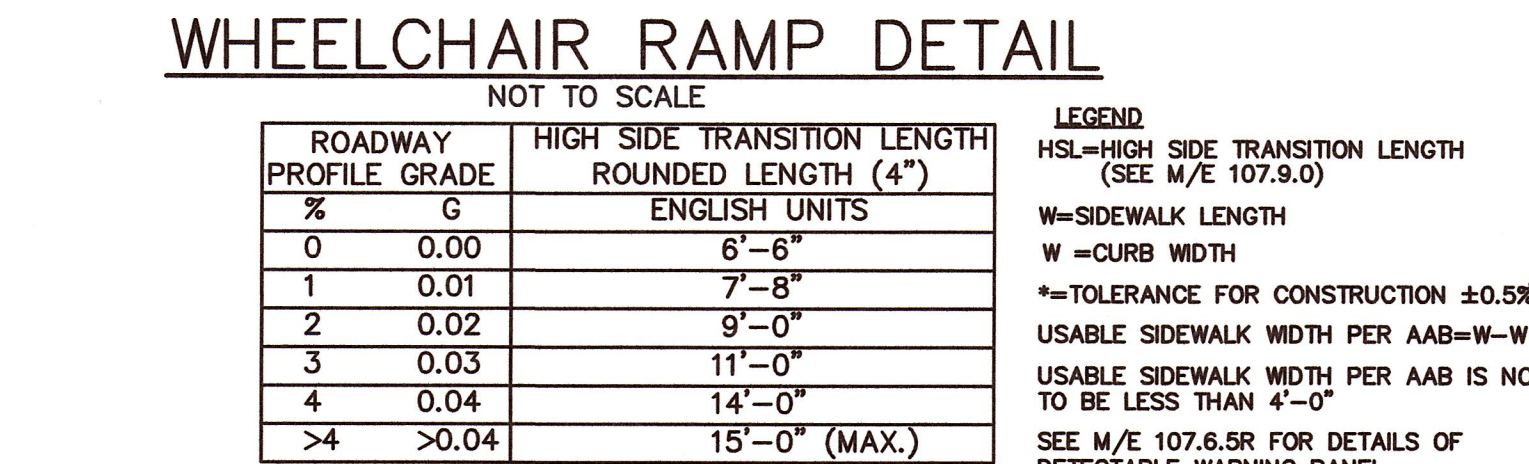 WHEELCHAIR RAMP DETAIL
NOT TO SCALE
ROADWAY PROFILE GRADE
HIGH SIDE TRANSITION LENGTH ROUNDED LENGTH (4")
% G ENGLISH UNITS
0 0.00 6'-6"
1 0.01 7'-8"
2 0.02 9'-0"
3 0.03 11'-0"
4 0.04 14'-0"
>4 >0.04 15'-0" (MAX.)
LEGEND
HSL=HIGH SIDE TRANSITION LENGTH
(SEE M/E 107.9.0)
W=SIDEWALK LENGTH
W =CURB WIDTH
*=TOLERANCE FOR CONSTRUCTION ±0.5%
USABLE SIDEWALK WIDTH PER AAB=W-W
USABLE SIDEWALK WIDTH PER AAB IS
TO BE LESS THAN 4'-0"
SEE M/E 107.6.5R FOR DETAILS OF
DETECTABLE WARNING PANEL